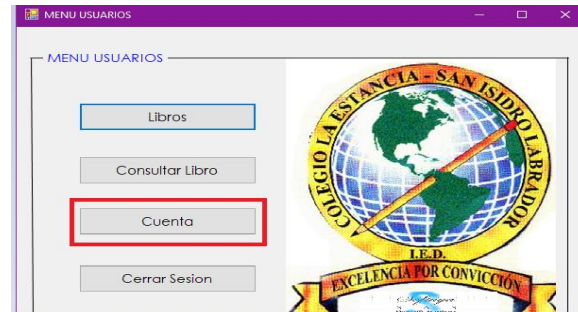 MENU USUARIOS
MENU USUARIOS
Libros
Consultar Libro
Cuenta
Cerrar Sesion
COLEGIO LA ESTANCIA - SAN ISIDRO LABRADOR
I.E.D.
EXCELENCIA POR CONVICCIÓN